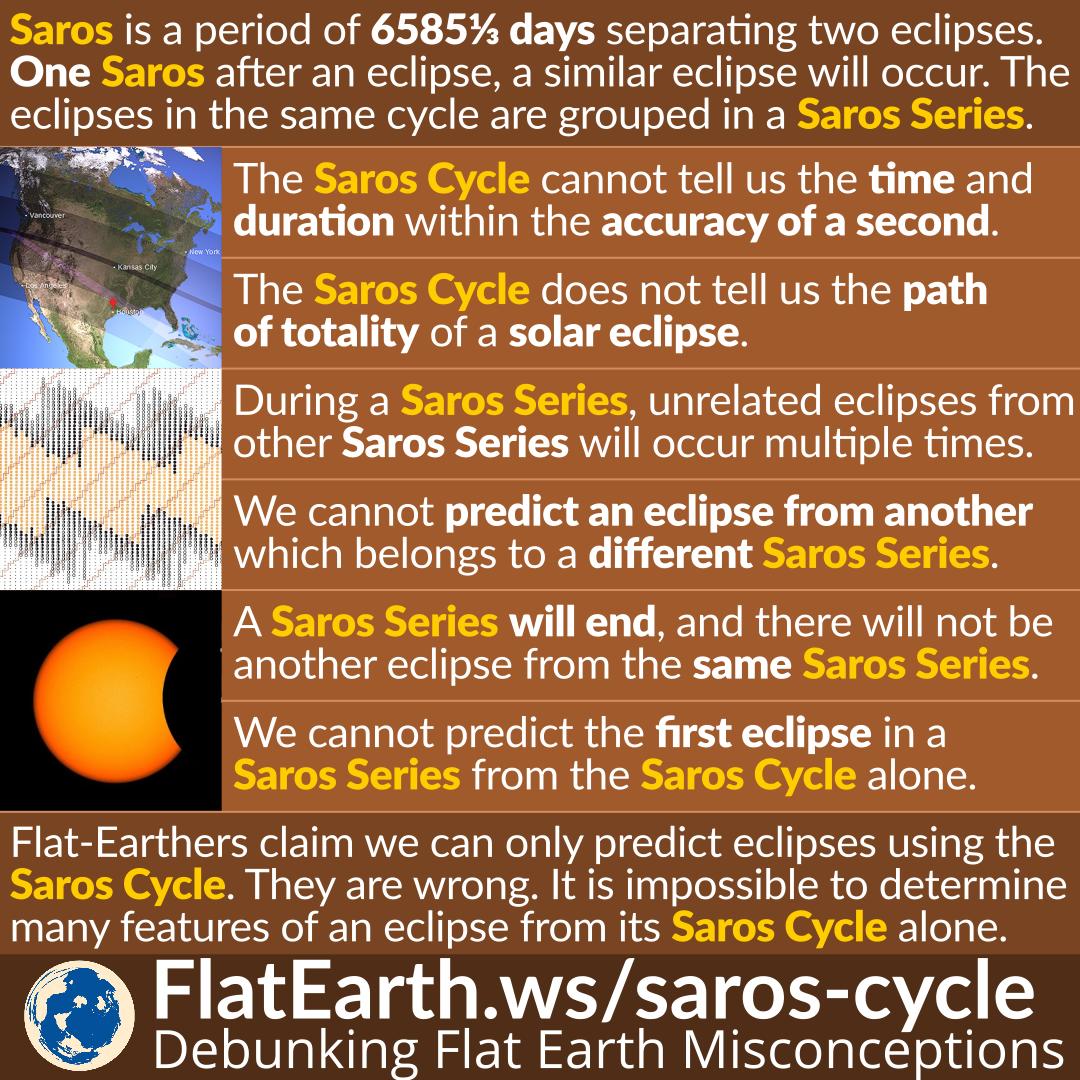 Saros is a period of 6585⅓ days separating two eclipses.
One Saros after an eclipse, a similar eclipse will occur. The
eclipses in the same cycle are grouped in a Saros Series.
The Saros Cycle cannot tell us the time and
duration within the accuracy of a second.
The Saros Cycle does not tell us the path
of totality of a solar eclipse.
Vancouver
New York
Kansas City
Los Angeles
Houston
During a Saros Series, unrelated eclipses from
other Saros Series will occur multiple times.
We cannot predict an eclipse from another
which belongs to a different Saros Series.
A Saros Series will end, and there will not be
another eclipse from the same Saros Series.
We cannot predict the first eclipse in a
Saros Series from the Saros Cycle alone.
Flat-Earthers claim we can only predict eclipses using the
Saros Cycle. They are wrong. It is impossible to determine
many features of an eclipse from its Saros Cycle alone.
FlatEarth.ws/saros-cycle
Debunking Flat Earth Misconceptions